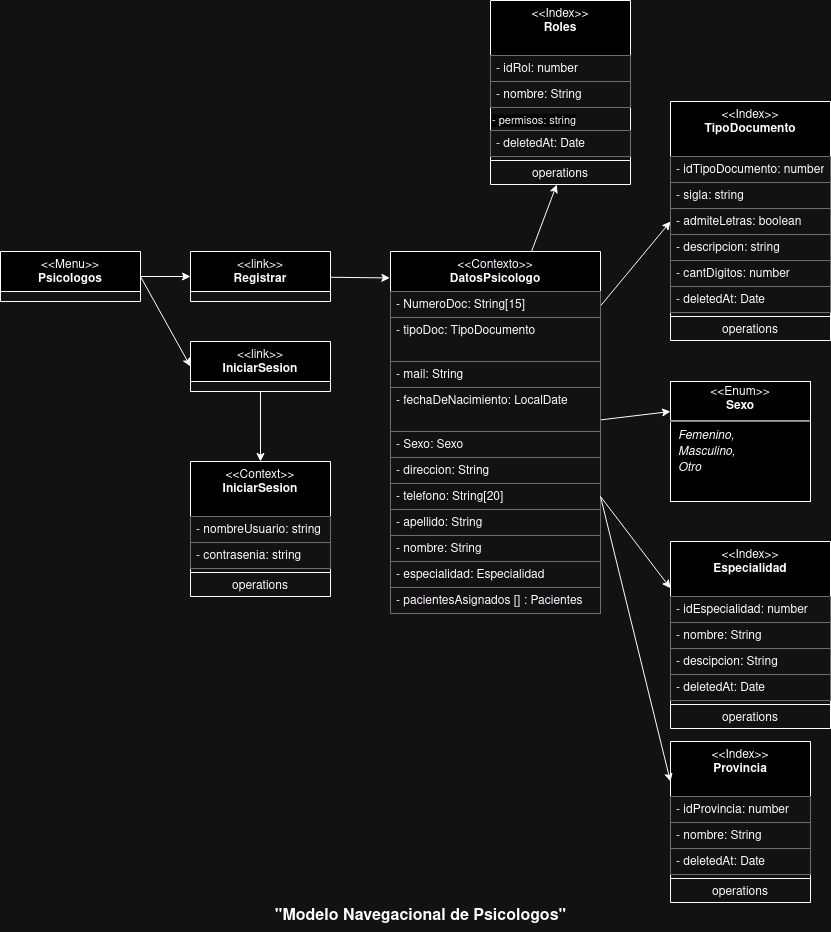 <<Index>>
Roles
- idRol: number
- nombre: String
- permisos: string
- deletedAt: Date
operations
<<Index>>
TipoDocumento
- idTipoDocumento: number
- sigla: string
- admiteLetras: boolean
- descripcion: string
- cantDigitos: number
- deletedAt: Date
operations
<<Menu>>
Psicologos
<<link>>
Registrar
<<link>>
IniciarSesion
<<Context>>
IniciarSesion
- nombreUsuario: string
- contrasenia: string
operations
<<Contexto>>
DatosPsicologo
- NumeroDoc: String[15]
- tipoDoc: TipoDocumento
- mail: String
- fechaDeNacimiento: LocalDate
- Sexo: Sexo
- direccion: String
- telefono: String[20]
- apellido: String
- nombre: String
- especialidad: Especialidad
- pacientesAsignados [] : Pacientes
<<Enum>>
Sexo
Femenino,
Masculino,
Otro
<<Index>>
Especialidad
- idEspecialidad: number
- nombre: String
- descipcion: String
- deletedAt: Date
operations
<<Index>>
Provincia
- idProvincia: number
- nombre: String
- deletedAt: Date
operations
"Modelo Navegacional de Psicologos"